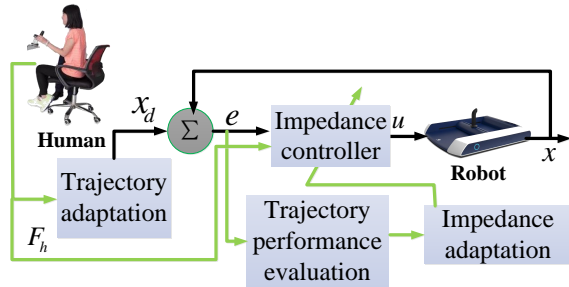 Human
x_d
Σ
e
Impedance
controller
u
Robot
x
Trajectory
adaptation
F_h
Trajectory
performance
evaluation
Impedance
adaptation